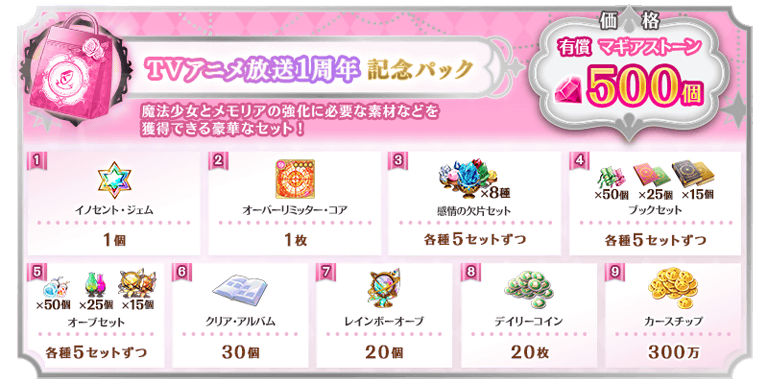 価格
有償 マギアストーン
500個
TVアニメ放送1周年 記念パック
魔法少女とメモリアの強化に必要な素材などを
獲得できる豪華なセット！
1
イノセント・ジェム
1個
2
オーバーリミッター・コア
1枚
3
×8種
感情の欠片セット
各種5セットずつ
4
×50個 ×25個 ×15個
ブックセット
各種5セットずつ
5
×50個 ×25個 ×15個
オーブセット
各種5セットずつ
6
クリア・アルバム
30個
7
レインボーオーブ
20個
8
デイリーコイン
20枚
9
カースチップ
300万